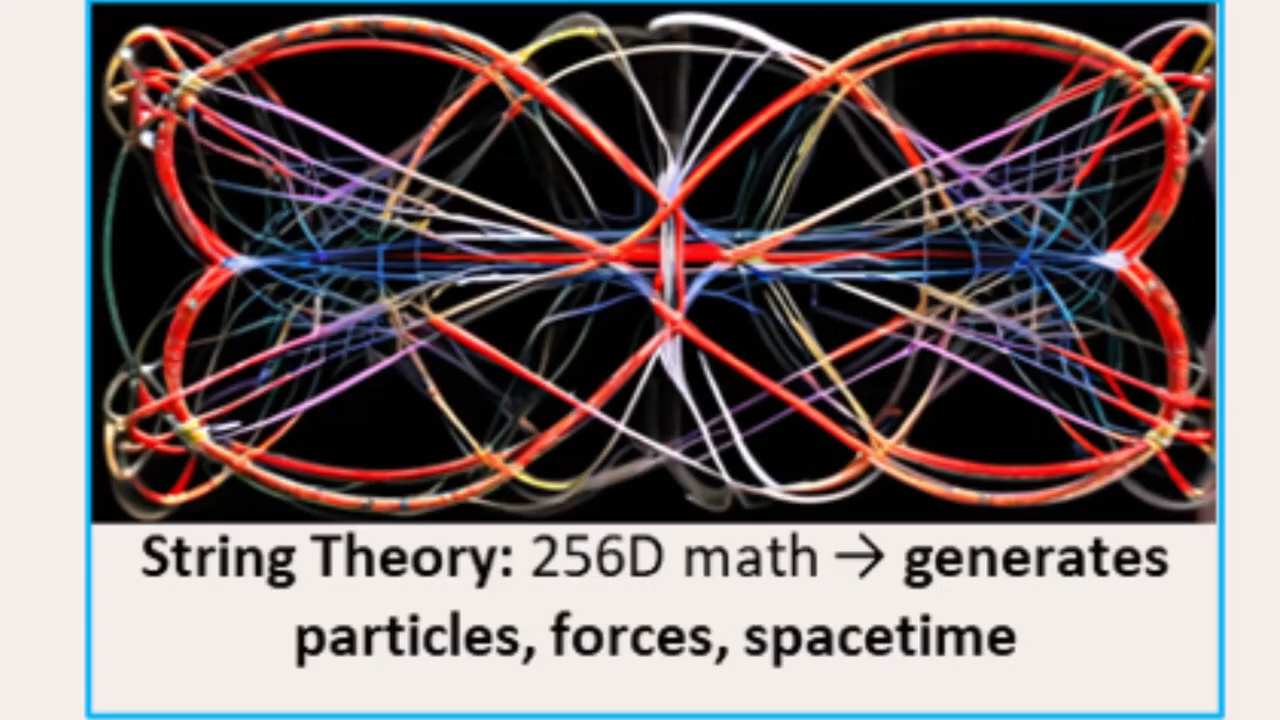 String Theory: 256D math → generates
particles, forces, spacetime